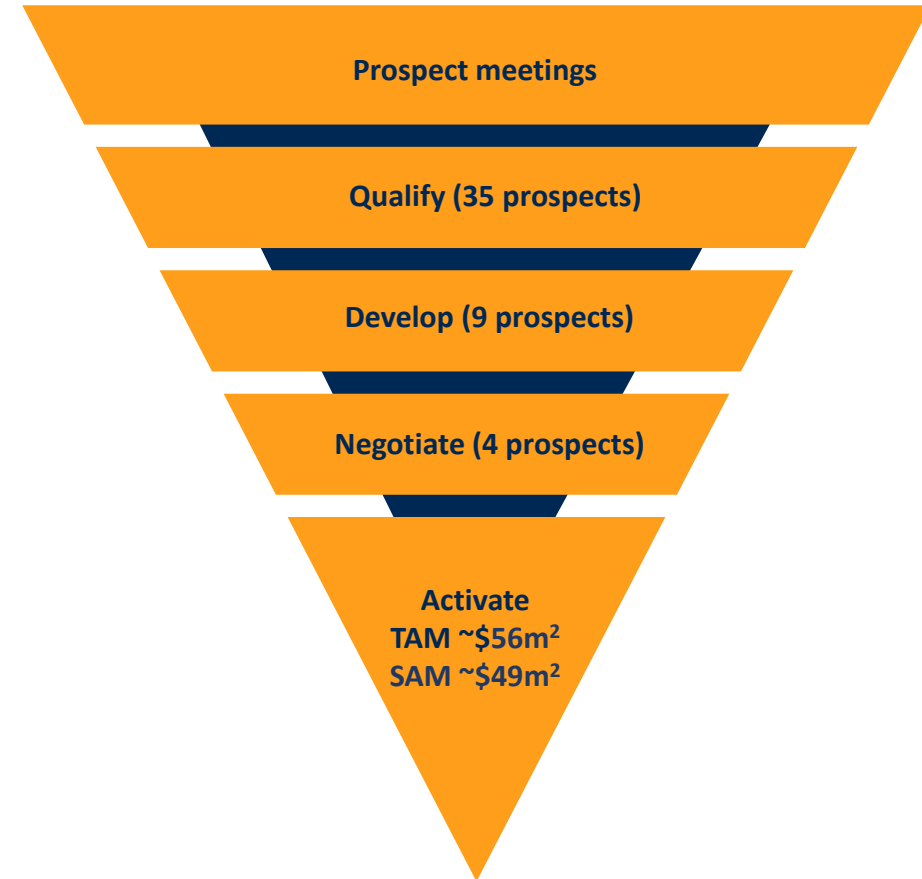 Prospect meetings
Qualify (35 prospects)
Develop (9 prospects)
Negotiate (4 prospects)
Activate
TAM ~$56m²
SAM ~$49m²